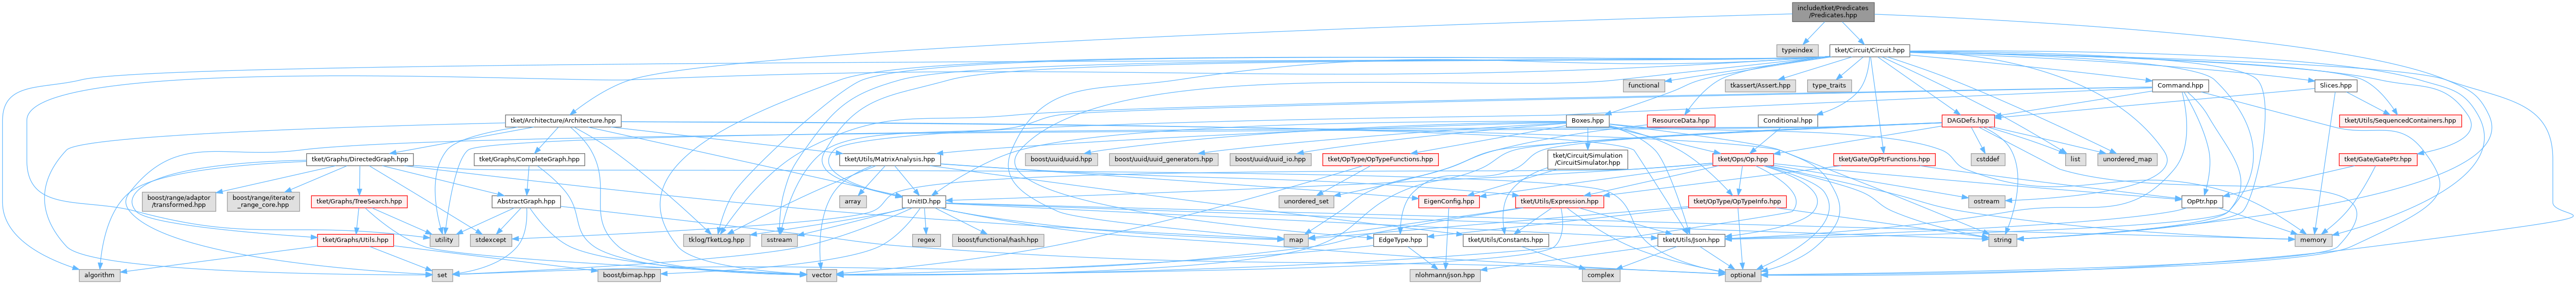 include/tket/Predicates
/Predicates.hpp
typeindex
tket/Circuit/Circuit.hpp
functional
tkassert/Assert.hpp
type_traits
Command.hpp
Slices.hpp
tket/Architecture/Architecture.hpp
Boxes.hpp
ResourceData.hpp
Conditional.hpp
DAGDefs.hpp
tket/Utils/SequencedContainers.hpp
tket/Graphs/DirectedGraph.hpp
tket/Graphs/CompleteGraph.hpp
tket/Utils/MatrixAnalysis.hpp
boost/uuid/uuid.hpp
boost/uuid/uuid_generators.hpp
boost/uuid/uuid_io.hpp
tket/OpType/OpTypeFunctions.hpp
tket/Circuit/Simulation
/CircuitSimulator.hpp
tket/Ops/Op.hpp
tket/Gate/OpPtrFunctions.hpp
cstddef
list
unordered_map
tket/Gate/GatePtr.hpp
boost/range/adaptor
/transformed.hpp
boost/range/iterator
_range_core.hpp
tket/Graphs/TreeSearch.hpp
AbstractGraph.hpp
array
UnitID.hpp
unordered_set
EigenConfig.hpp
tket/Utils/Expression.hpp
tket/OpType/OpTypeInfo.hpp
ostream
OpPtr.hpp
tket/Graphs/Utils.hpp
utility
stdexcept
tklog/TketLog.hpp
sstream
regex
boost/functional/hash.hpp
map
EdgeType.hpp
tket/Utils/Constants.hpp
tket/Utils/Json.hpp
string
memory
algorithm
set
boost/bimap.hpp
vector
nlohmann/json.hpp
complex
optional